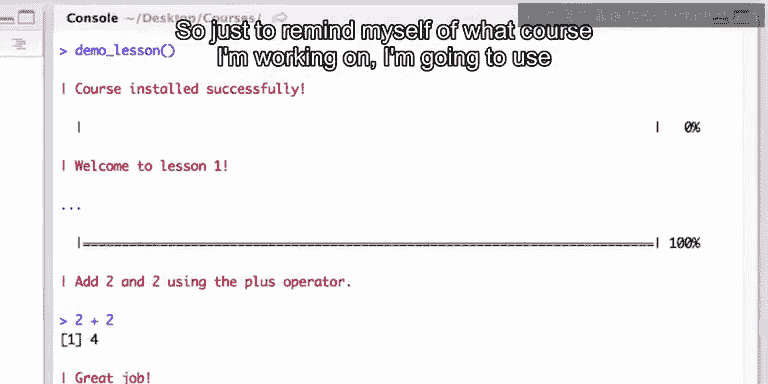 Console ~/Desktop/Courses/
So just to remind myself of what course
I'm working on, I'm going to use
> demo_lesson()
| Course installed successfully!
| | 0%
| Welcome to lesson 1!
...
|======================================================================| 100%
| Add 2 and 2 using the plus operator.
> 2 + 2
[1] 4
| Great job!